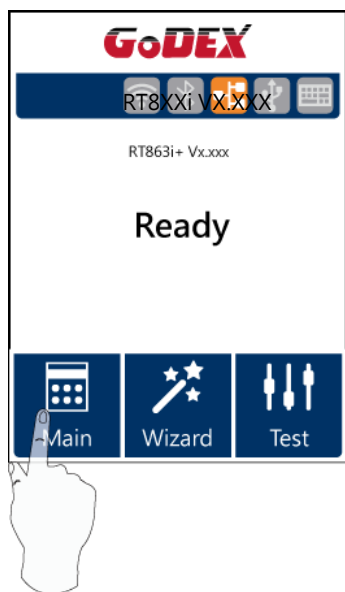 GoDEX
RT8XXi VX.XXX
RT863i+ Vx.xxx
Ready
Main Wizard Test